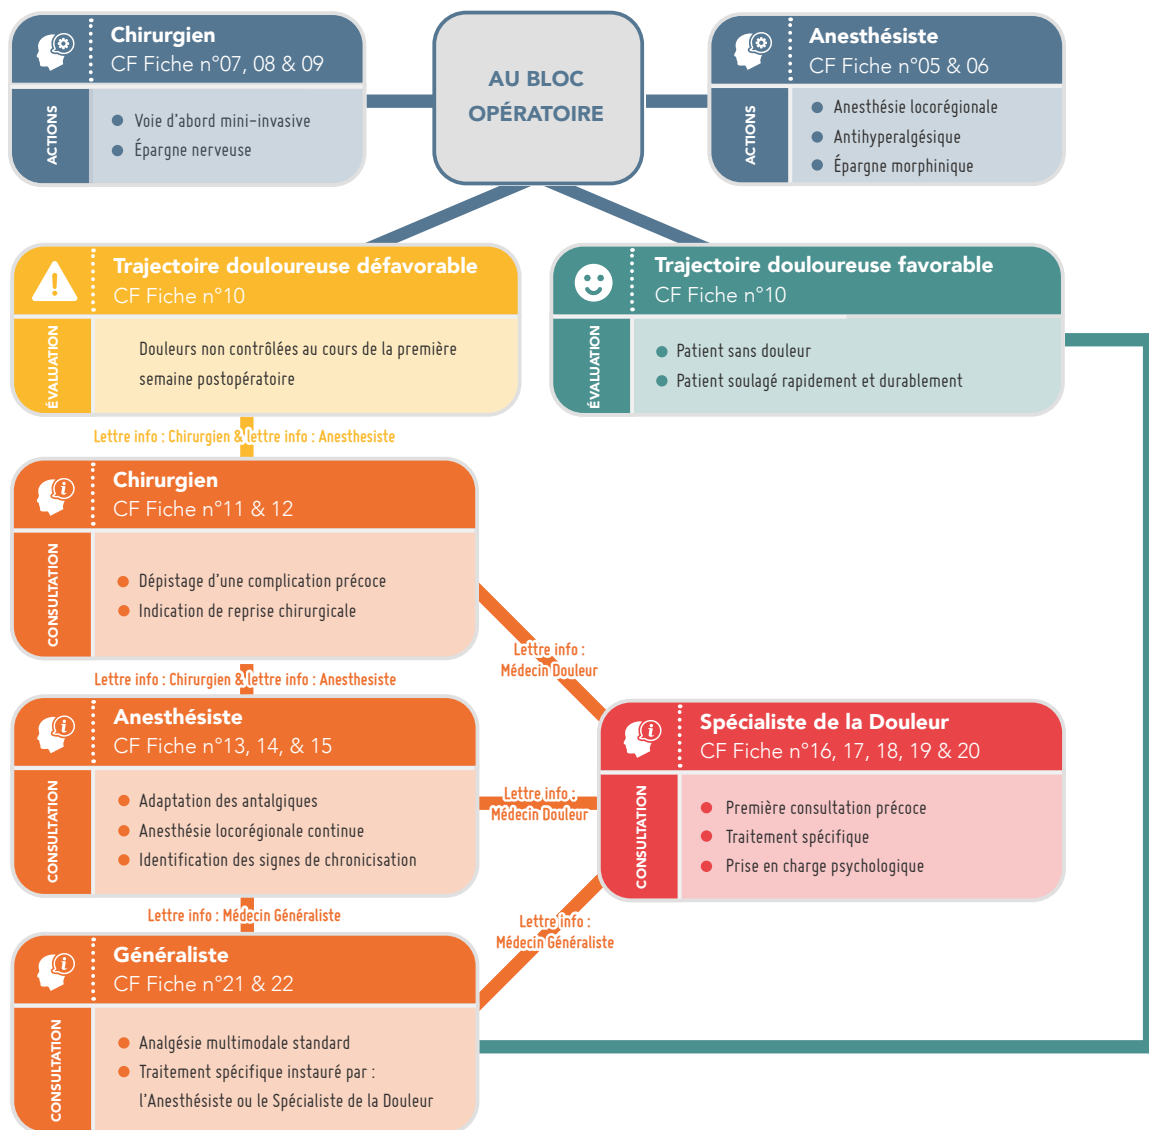 Chirurgien
CF Fiche n°07, 08 & 09
ACTIONS
Voie d'abord mini-invasive
Épargne nerveuse
AU BLOC
OPÉRATOIRE
Anesthésiste
CF Fiche n°05 & 06
ACTIONS
Anesthésie locorégionale
Antihyperalgésique
Épargne morphinique
Trajectoire douloureuse défavorable
CF Fiche n°10
ÉVALUATION
Douleurs non contrôlées au cours de la première
semaine postopératoire
Trajectoire douloureuse favorable
CF Fiche n°10
ÉVALUATION
Patient sans douleur
Patient soulagé rapidement et durablement
Lettre info : Chirurgien & lettre info : Anesthesiste
Chirurgien
CF Fiche n°11 & 12
CONSULTATION
Dépistage d'une complication précoce
Indication de reprise chirurgicale
Lettre info :
Médecin Douleur
Lettre info : Chirurgien & lettre info : Anesthesiste
Anesthésiste
CF Fiche n°13, 14, & 15
CONSULTATION
Adaptation des antalgiques
Anesthésie locorégionale continue
Identification des signes de chronicisation
Lettre info :
Médecin Douleur
Spécialiste de la Douleur
CF Fiche n°16, 17, 18, 19 & 20
CONSULTATION
Première consultation précoce
Traitement spécifique
Prise en charge psychologique
Lettre info : Médecin Généraliste
Lettre info :
Médecin Généraliste
Généraliste
CF Fiche n°21 & 22
CONSULTATION
Analgésie multimodale standard
Traitement spécifique instauré par :
l'Anesthésiste ou le Spécialiste de la Douleur